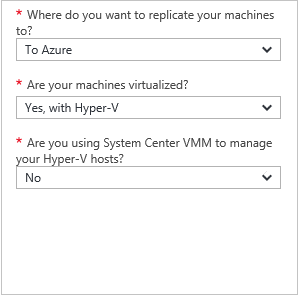 * Where do you want to replicate your machines
to?
To Azure
* Are your machines virtualized?
Yes, with Hyper-V
* Are you using System Center VMM to manage
your Hyper-V hosts?
No